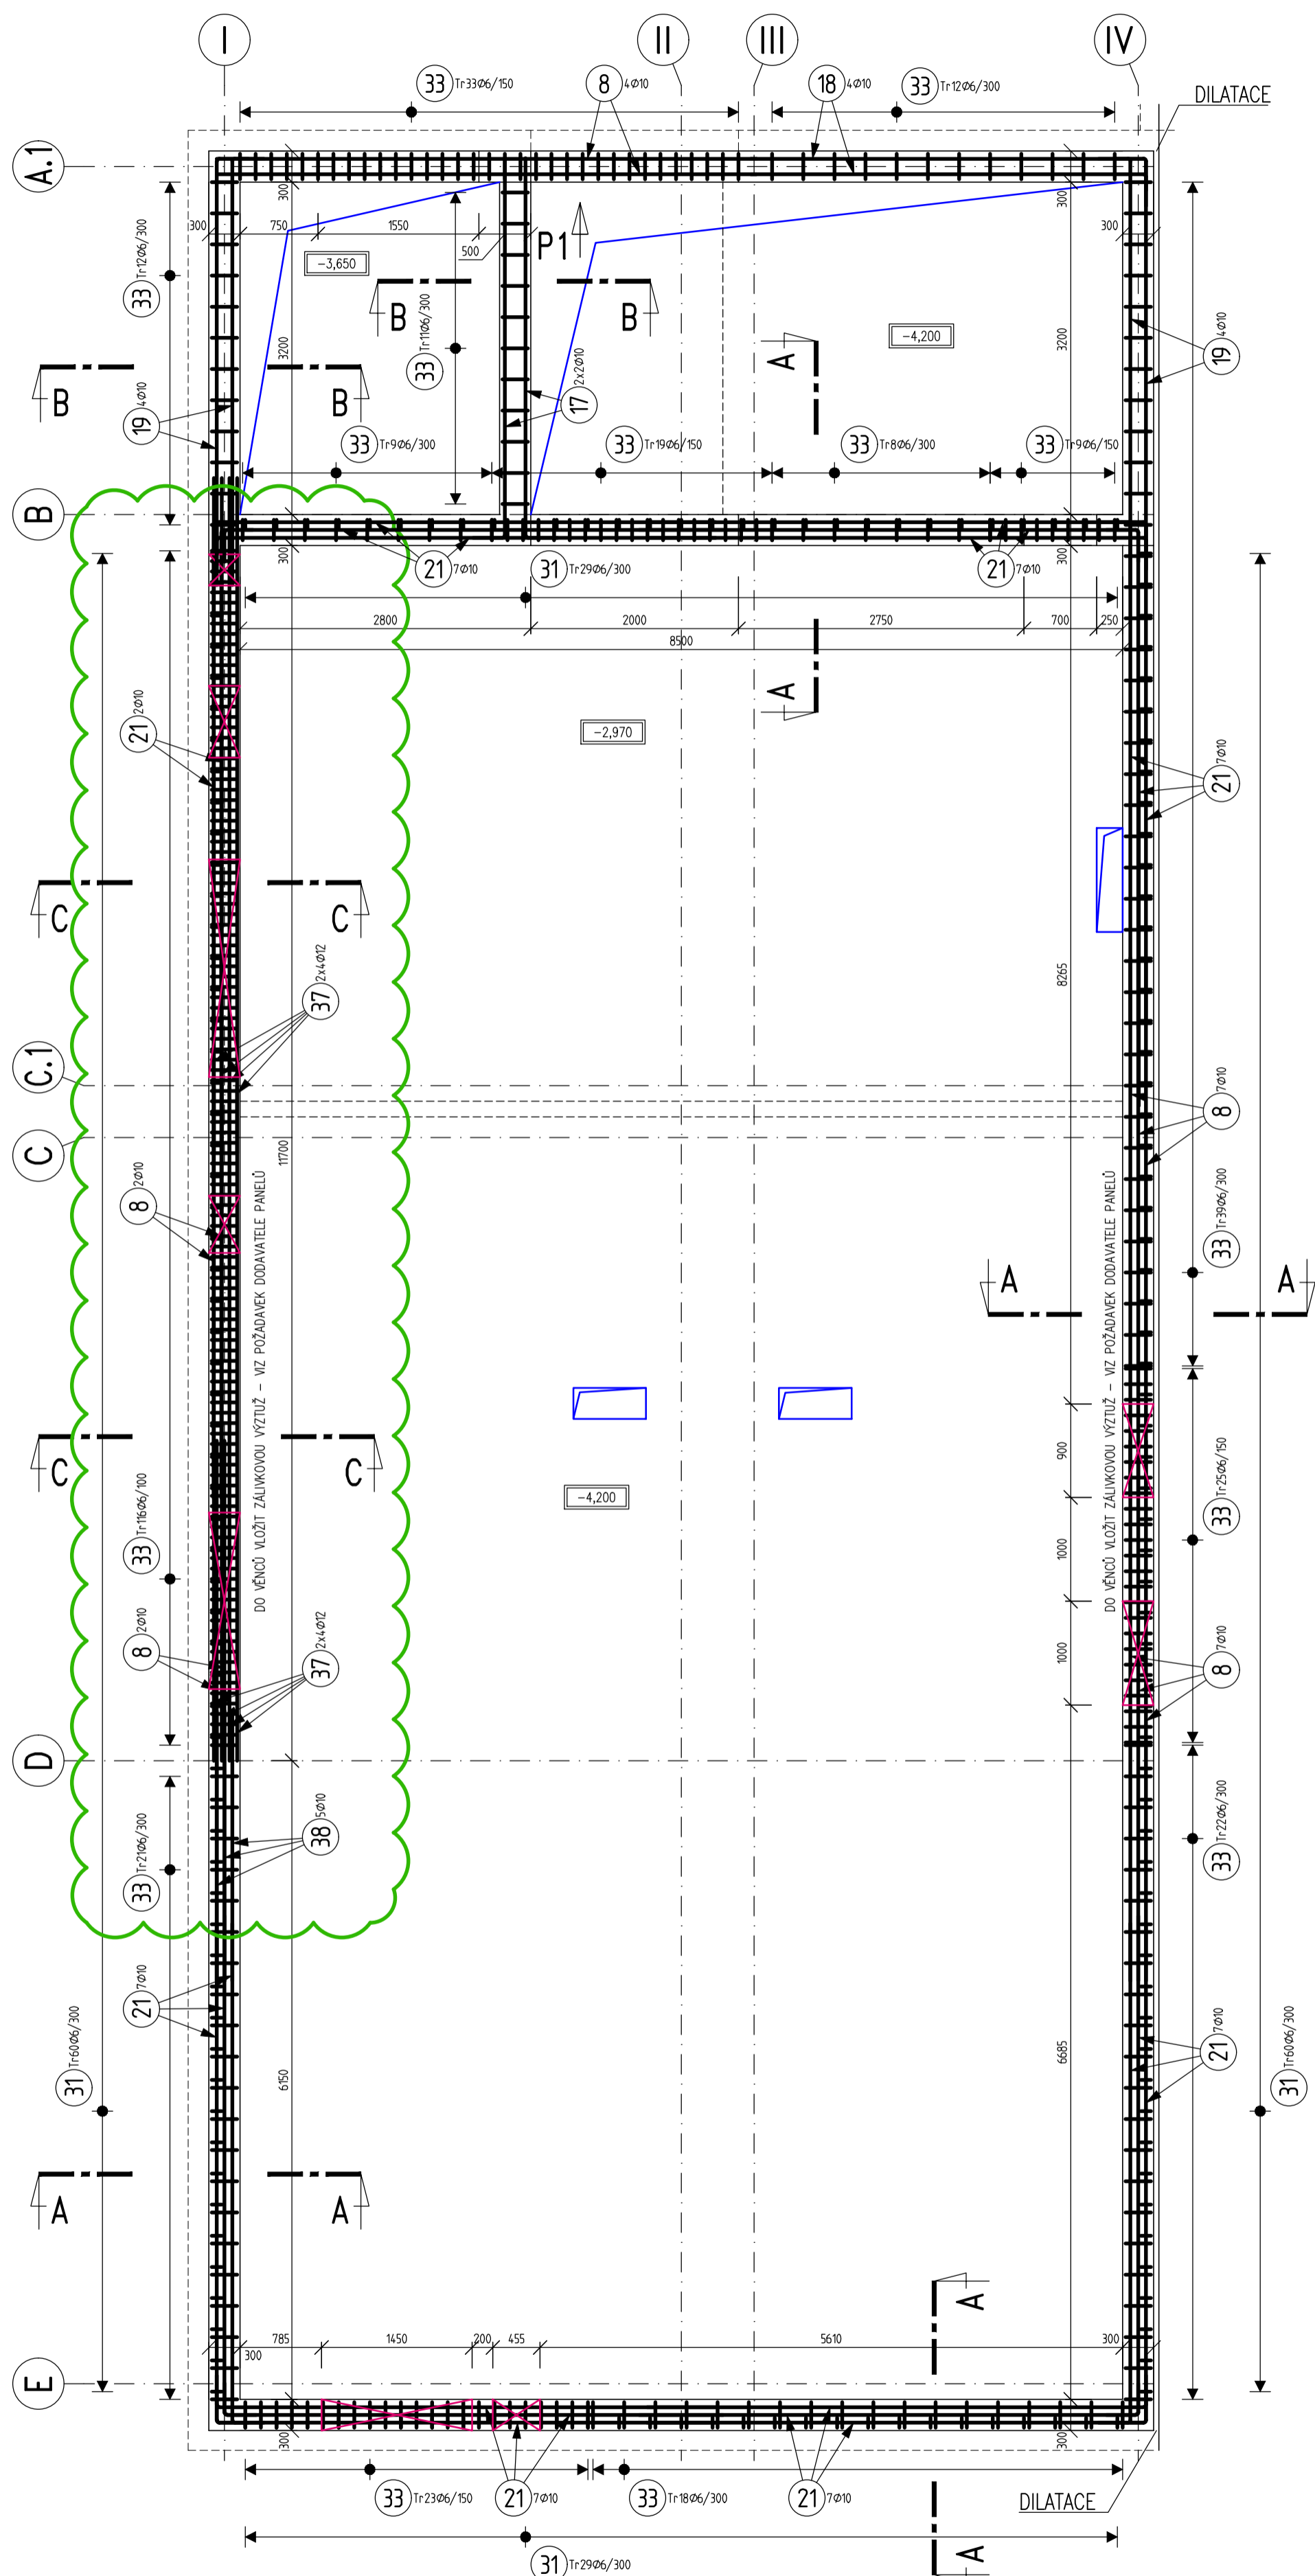 I
II
III
IV
33 Tr33Ø6/150
8 4Ø10
18 4Ø10
33 Tr12Ø6/300
DILATACE
A.1
300
300
300
750
1550
500
P1
300
-3,650
33 Tr12Ø6/300
B
B
33 Tr11Ø6/300
3200
-4,200
3200
A
19 4Ø10
B
B
19 4Ø10
17 2x2Ø10
33 Tr9Ø6/300
33 Tr19Ø6/150
33 Tr8Ø6/300
33 Tr9Ø6/150
B
300
21 7Ø10
31 Tr29Ø6/300
21 7Ø10
300
2800
2000
2750
700
250
8500
A
21 2Ø10
-2,970
21 7Ø10
C
C
37 2x4Ø12
8265
C.1
C
8 7Ø10
11700
8 2Ø10
DO VĚNCŮ VLOŽIT ZÁLIVKOVOU VÝZTUŽ – VIZ POŽADAVEK DODAVATELE PANELŮ
DO VĚNCŮ VLOŽIT ZÁLIVKOVOU VÝZTUŽ – VIZ POŽADAVEK DODAVATELE PANELŮ
33 Tr39Ø6/300
A
A
C
C
900
-4,200
33 Tr116Ø6/100
1000
33 Tr25Ø6/150
8 2Ø10
37 2x4Ø12
1000
8 7Ø10
D
33 Tr21Ø6/300
38 5Ø10
33 Tr22Ø6/300
21 7Ø10
31 Tr60Ø6/300
6150
6685
21 7Ø10
31 Tr60Ø6/300
A
A
A
E
300
785
1450
200
455
5610
300
300
300
33 Tr23Ø6/150
21 7Ø10
33 Tr18Ø6/300
21 7Ø10
DILATACE
31 Tr29Ø6/300
A